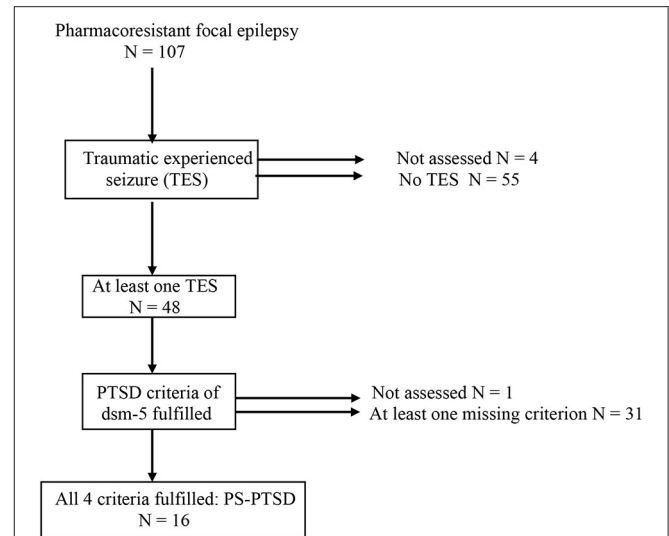 Pharmacoresistant focal epilepsy
N = 107
Traumatic experienced
seizure (TES)
Not assessed N = 4
No TES N = 55
At least one TES
N = 48
PTSD criteria of
dsm-5 fulfilled
Not assessed N = 1
At least one missing criterion N = 31
All 4 criteria fulfilled: PS-PTSD
N = 16